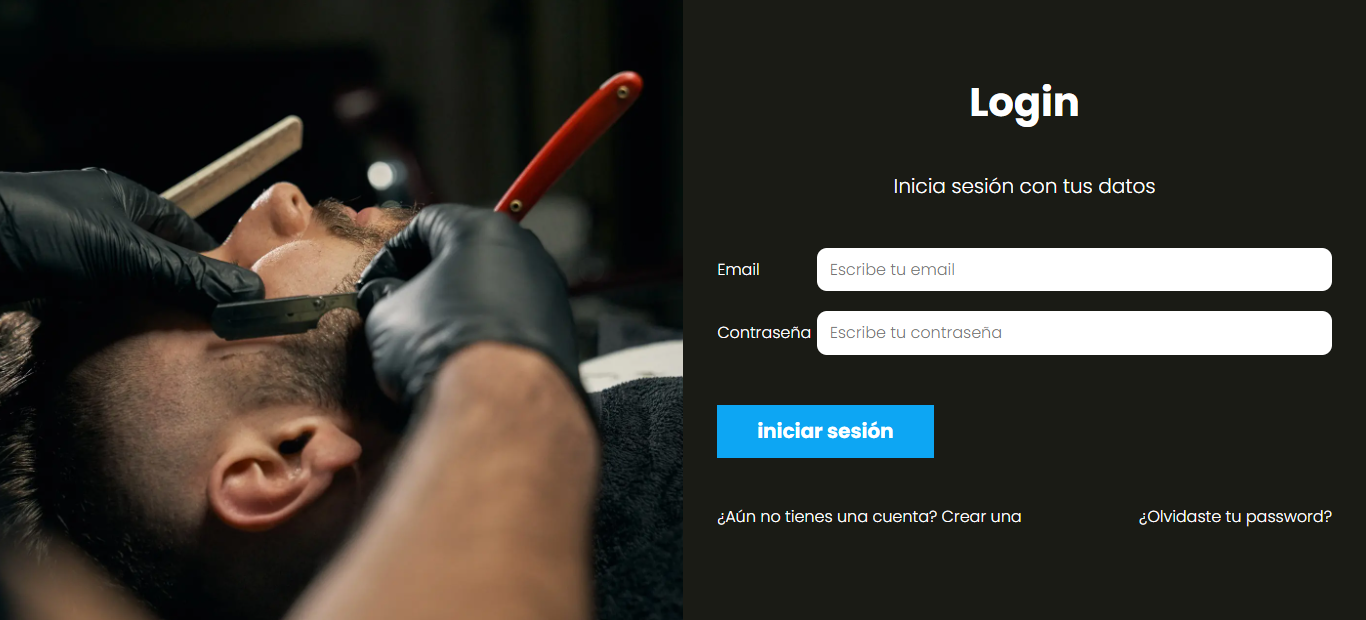 Login
Inicia sesión con tus datos
Email
Escribe tu email
Contraseña
Escribe tu contraseña
iniciar sesión
¿Aún no tienes una cuenta? Crear una
¿Olvidaste tu password?